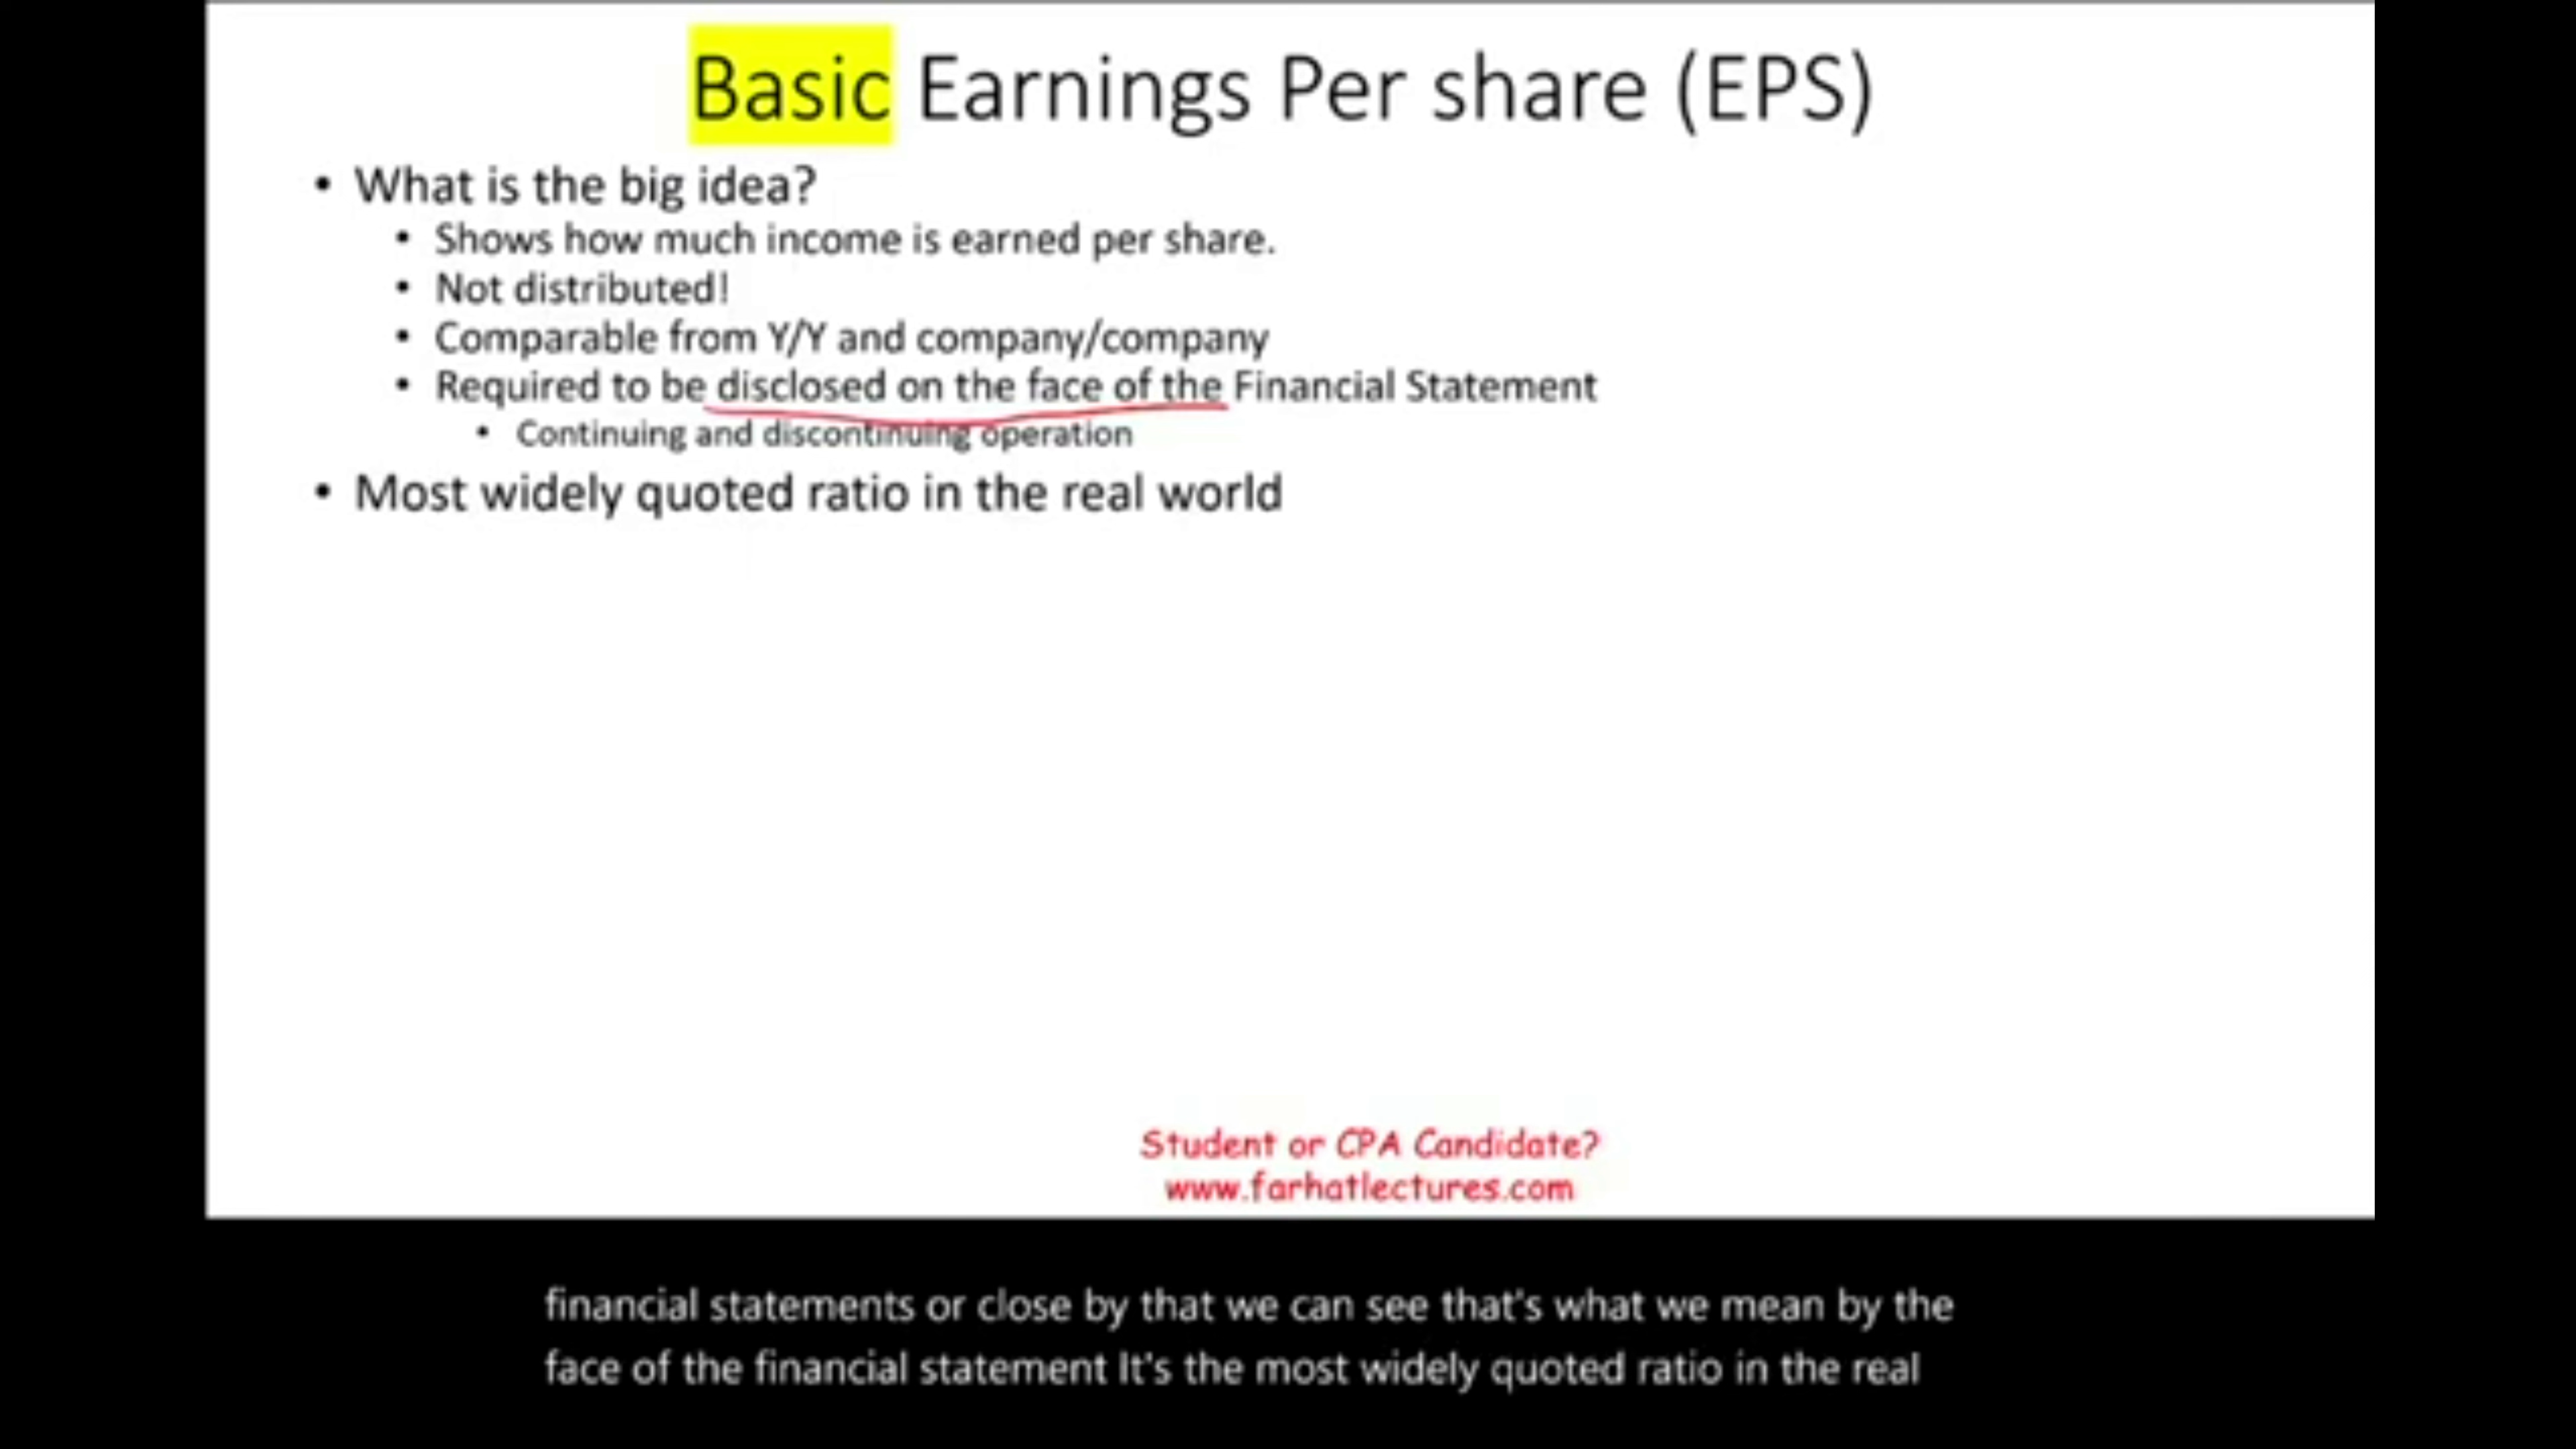 Basic Earnings Per share (EPS)
• What is the big idea?
• Shows how much income is earned per share.
• Not distributed!
• Comparable from Y/Y and company/company
• Required to be disclosed on the face of the Financial Statement
• Continuing and discontinuing operation
• Most widely quoted ratio in the real world
Student or CPA Candidate?
www.farhatlectures.com
financial statements or close by that we can see that's what we mean by the
face of the financial statement It's the most widely quoted ratio in the real